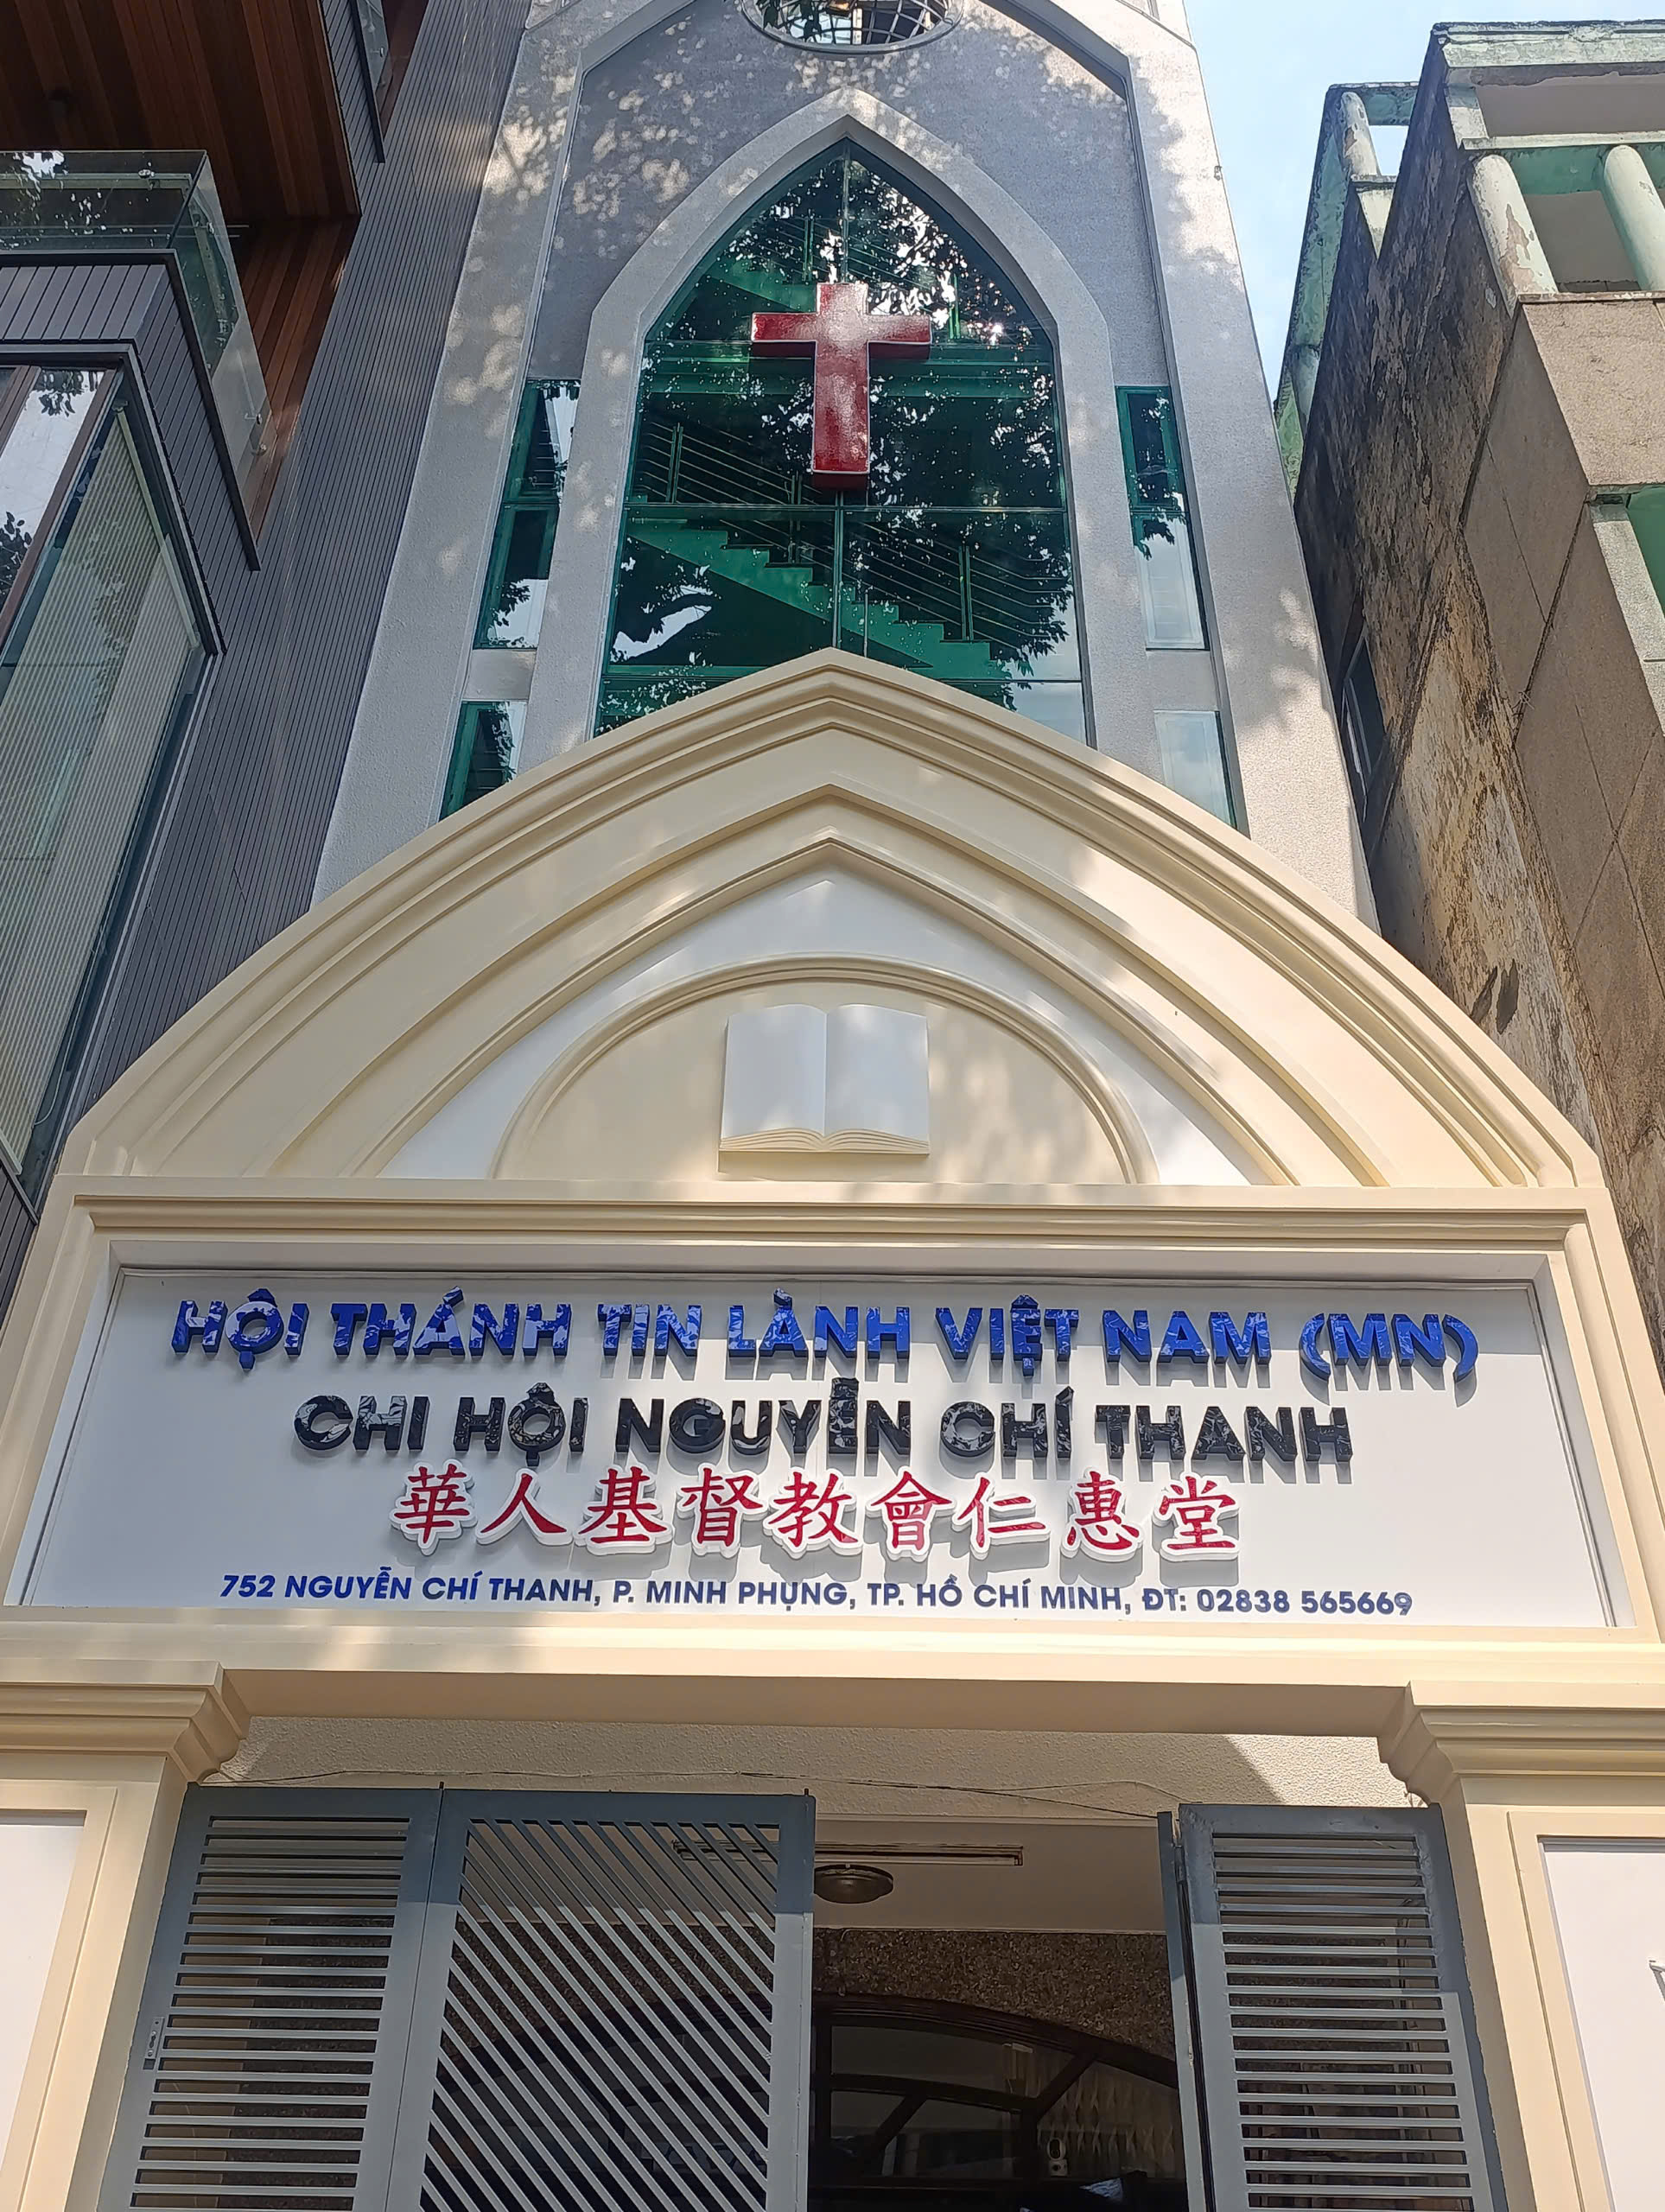 HỘI THÁNH TIN LÀNH VIỆT NAM (MN)
CHI HỘI NGUYỄN CHÍ THANH
華人基督教會仁惠堂
752 NGUYỄN CHÍ THANH, P. MINH PHỤNG, TP. HỒ CHÍ MINH, ĐT: 02838 565669